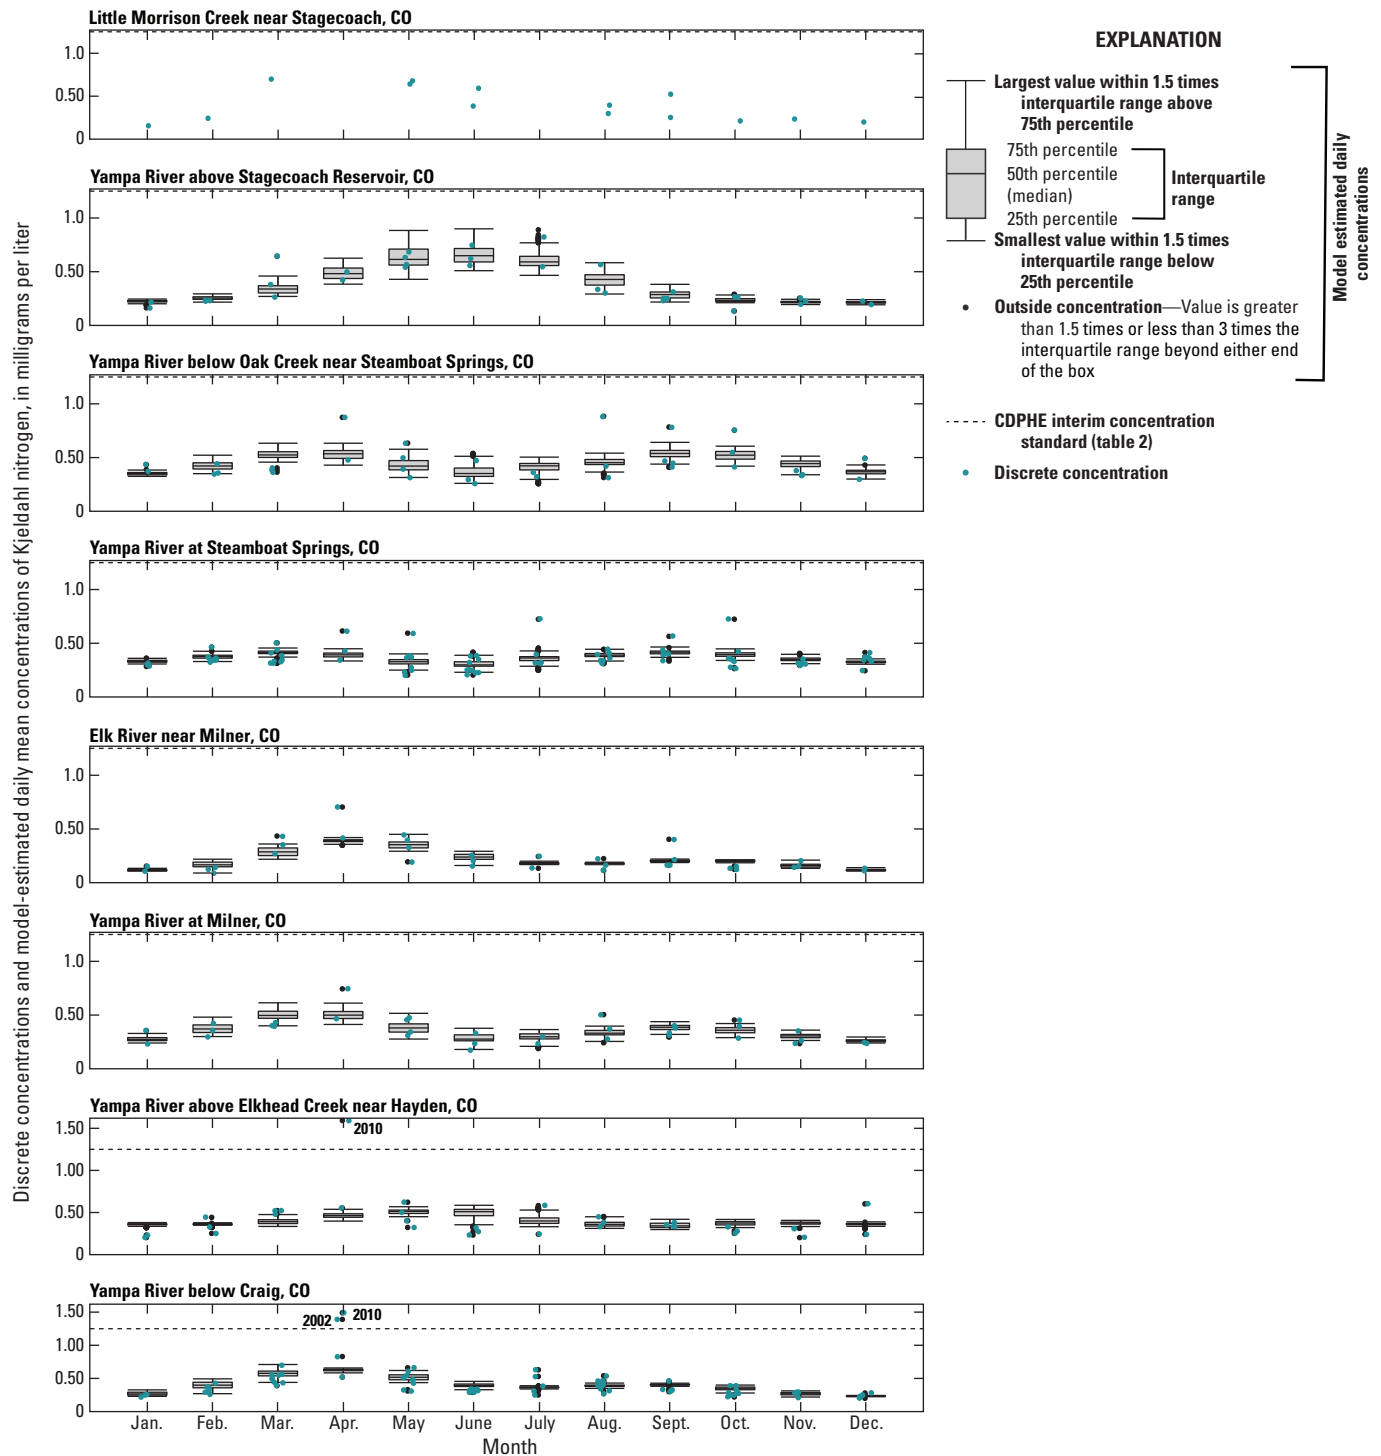 Little Morrison Creek near Stagecoach, CO
1.0
0.50
0
Yampa River above Stagecoach Reservoir, CO
1.0
0.50
0
Yampa River below Oak Creek near Steamboat Springs, CO
1.0
0.50
0
Yampa River at Steamboat Springs, CO
1.0
0.50
0
Elk River near Milner, CO
1.0
0.50
0
Yampa River at Milner, CO
1.0
0.50
0
Yampa River above Elkhead Creek near Hayden, CO
1.50
2010
1.00
0.50
0
Yampa River below Craig, CO
1.50
2002
2010
1.00
0.50
0
Jan. Feb. Mar. Apr. May June July Aug. Sept. Oct. Nov. Dec.
Month
Discrete concentrations and model-estimated daily mean concentrations of Kjeldahl nitrogen, in milligrams per liter
EXPLANATION
Largest value within 1.5 times
interquartile range above
75th percentile
75th percentile
50th percentile
(median)
25th percentile
Interquartile
range
Smallest value within 1.5 times
interquartile range below
25th percentile
Outside concentration—Value is greater
than 1.5 times or less than 3 times the
interquartile range beyond either end
of the box
Model estimated daily
concentrations
CDPHE interim concentration
standard (table 2)
Discrete concentration